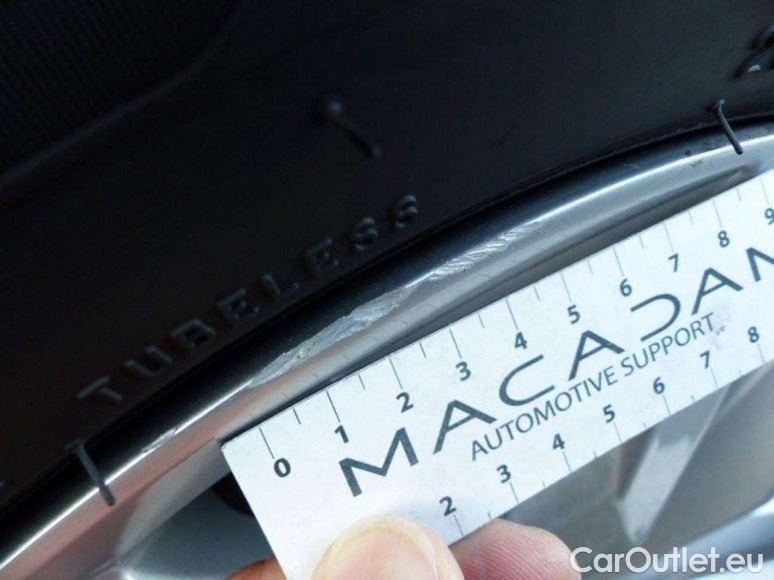 TUBELESS
0 1 2 3 4 5 6 7 8 9
MACADAM
AUTOMOTIVE SUPPORT
2 3 4 5 6 7 8
CarOutlet.eu